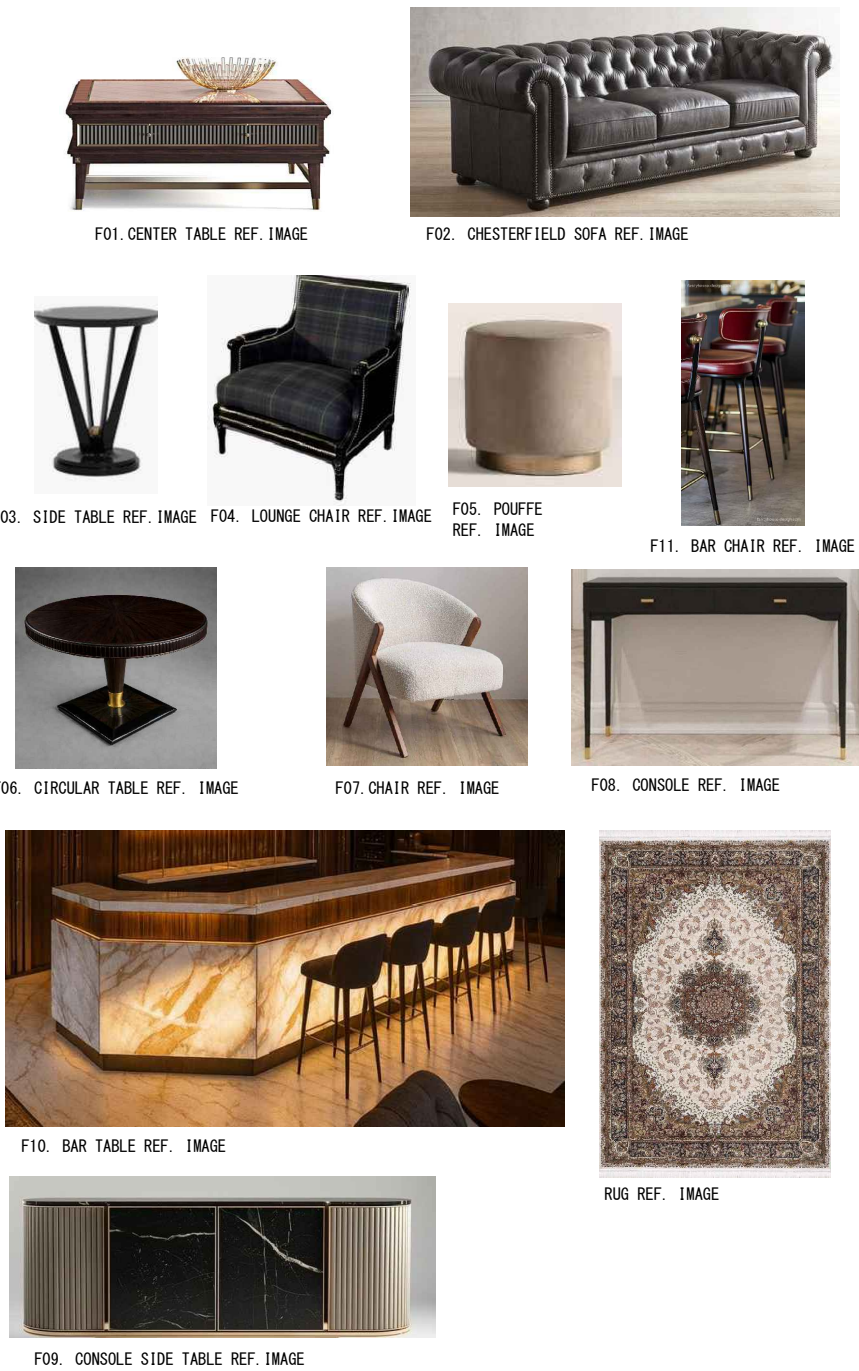 F01.CENTER TABLE REF.IMAGE
F02. CHESTERFIELD SOFA REF.IMAGE
03. SIDE TABLE REF.IMAGE
F04. LOUNGE CHAIR REF.IMAGE
F05. POUFFE
REF. IMAGE
F11. BAR CHAIR REF. IMAGE
06. CIRCULAR TABLE REF. IMAGE
F07.CHAIR REF. IMAGE
F08. CONSOLE REF. IMAGE
F10. BAR TABLE REF. IMAGE
RUG REF. IMAGE
F09. CONSOLE SIDE TABLE REF.IMAGE